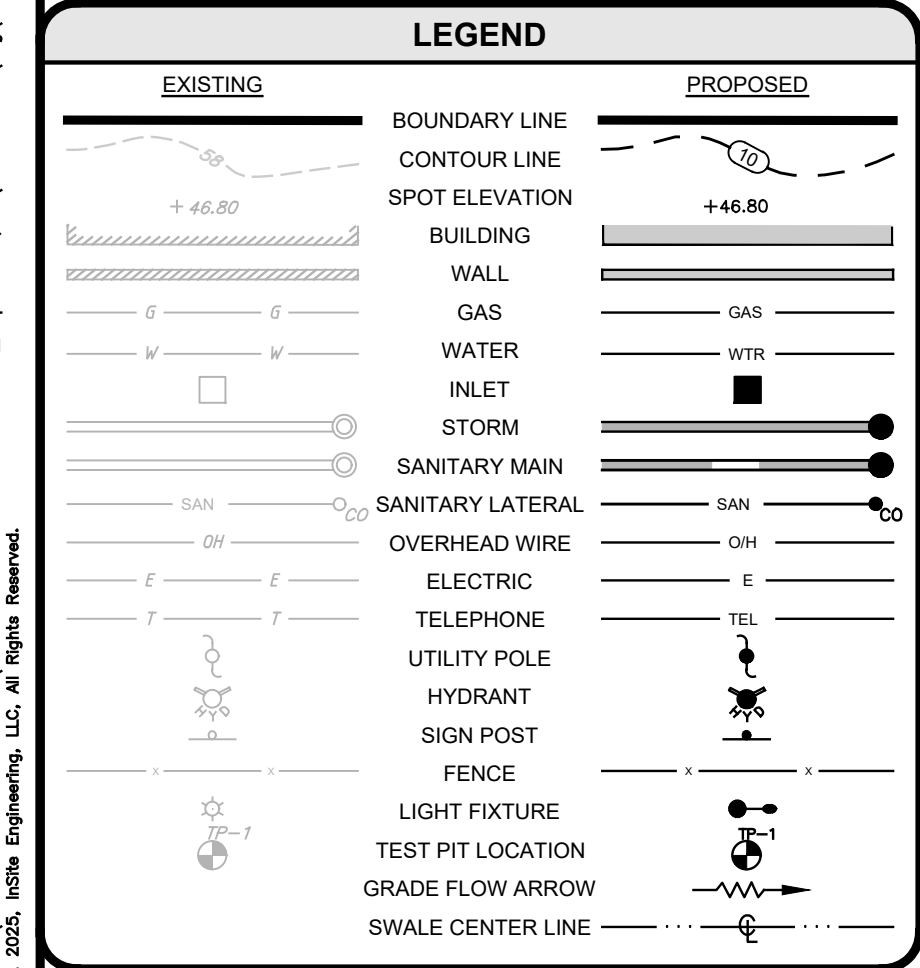 LEGEND
EXISTING PROPOSED
BOUNDARY LINE
58 CONTOUR LINE 10
+ 46.80 SPOT ELEVATION +46.80
BUILDING
WALL
G G GAS GAS
W W WATER WTR
INLET
STORM
SANITARY MAIN
SAN CO SANITARY LATERAL SAN CO
OH OVERHEAD WIRE O/H
E E ELECTRIC E
T T TELEPHONE TEL
UTILITY POLE
HYD HYDRANT HYD
SIGN POST
x x FENCE x x
LIGHT FIXTURE
TP-1 TEST PIT LOCATION TP-1
GRADE FLOW ARROW
SWALE CENTER LINE ℄
2025, InSite Engineering, LLC, All Rights Reserved.